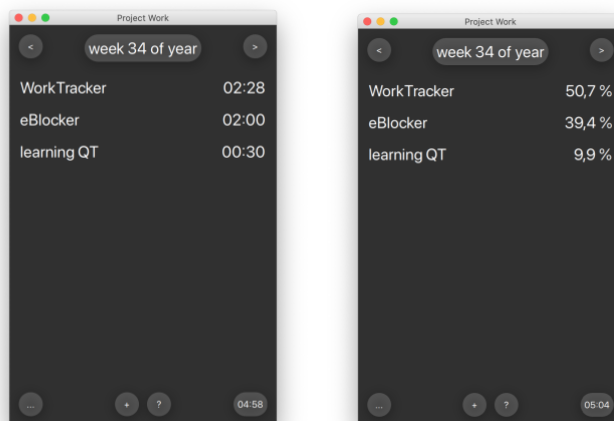 Project Work
< week 34 of year >
WorkTracker 02:28
eBlocker 02:00
learning QT 00:30
... + ? 04:58
Project Work
< week 34 of year >
WorkTracker 50,7 %
eBlocker 39,4 %
learning QT 9,9 %
... + ? 05:04